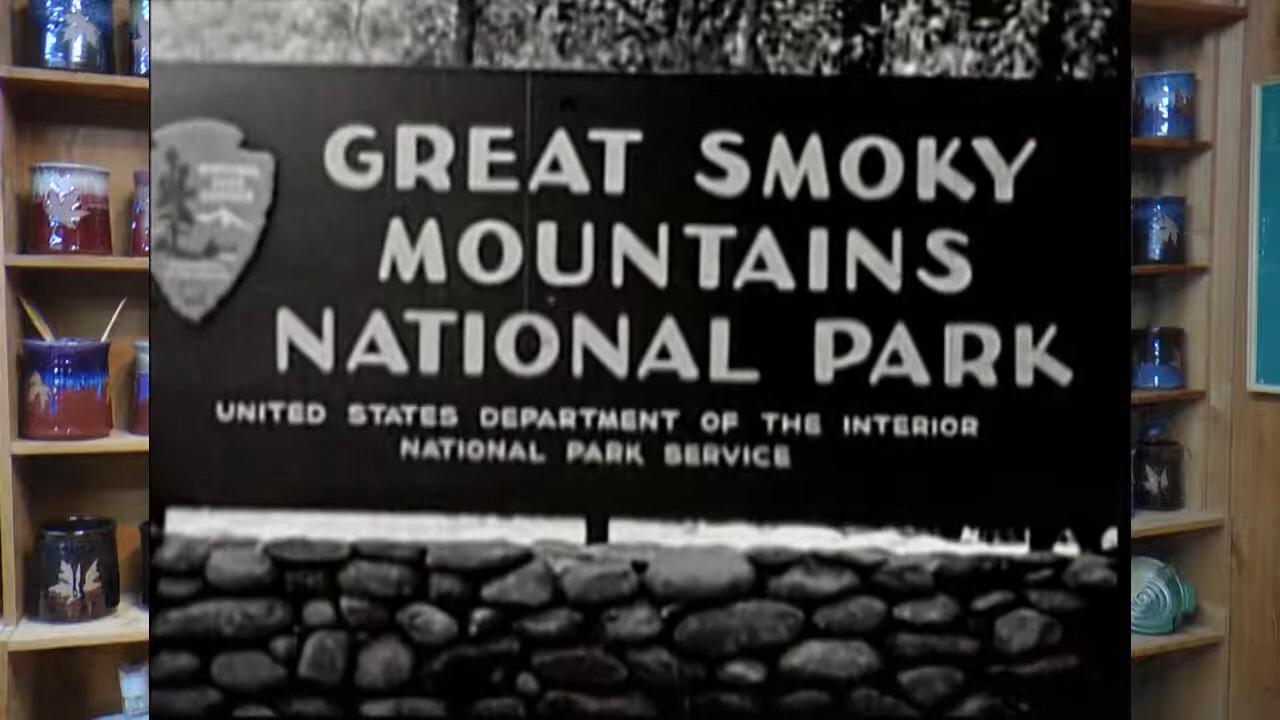 GREAT SMOKY
MOUNTAINS
NATIONAL PARK
UNITED STATES DEPARTMENT OF THE INTERIOR
NATIONAL PARK SERVICE